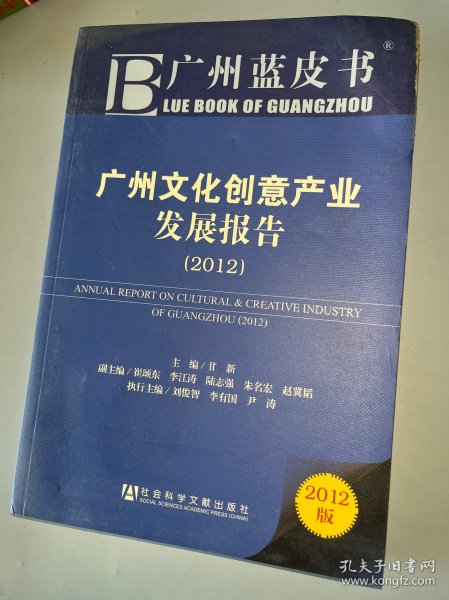 广州蓝皮书®
BLUE BOOK OF GUANGZHOU
广州文化创意产业
发展报告
(2012)
ANNUAL REPORT ON CULTURAL & CREATIVE INDUSTRY
OF GUANGZHOU (2012)
主 编/甘 新
副主编/崔颂东 李江涛 陆志强 朱名宏 赵冀韬
执行主编/刘俊智 李有国 尹 涛
社会科学文献出版社
SOCIAL SCIENCES ACADEMIC PRESS (CHINA)
2012
版
孔夫子旧书网
www.kongfz.com